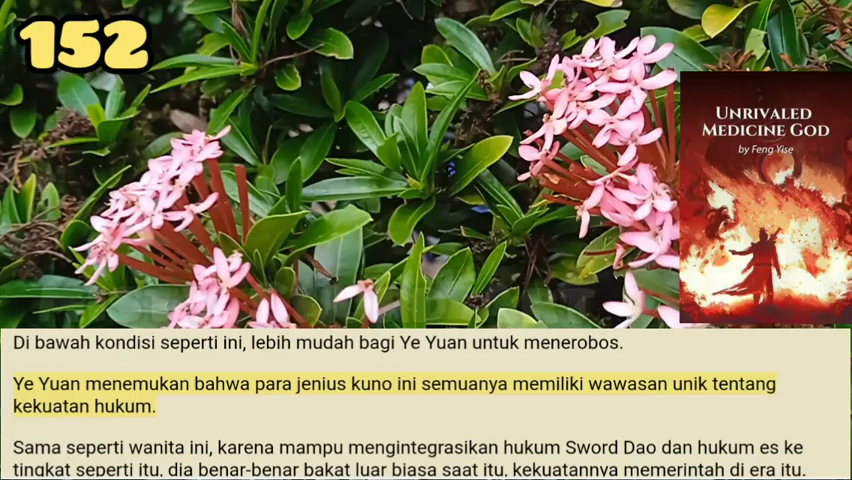 152
UNRIVALED
MEDICINE GOD
by Feng Yise
Di bawah kondisi seperti ini, lebih mudah bagi Ye Yuan untuk menerobos.
Ye Yuan menemukan bahwa para jenius kuno ini semuanya memiliki wawasan unik tentang
kekuatan hukum.
Sama seperti wanita ini, karena mampu mengintegrasikan hukum Sword Dao dan hukum es ke
tingkat seperti itu, dia benar-benar bakat luar biasa saat itu, kekuatannya memerintah di era itu.